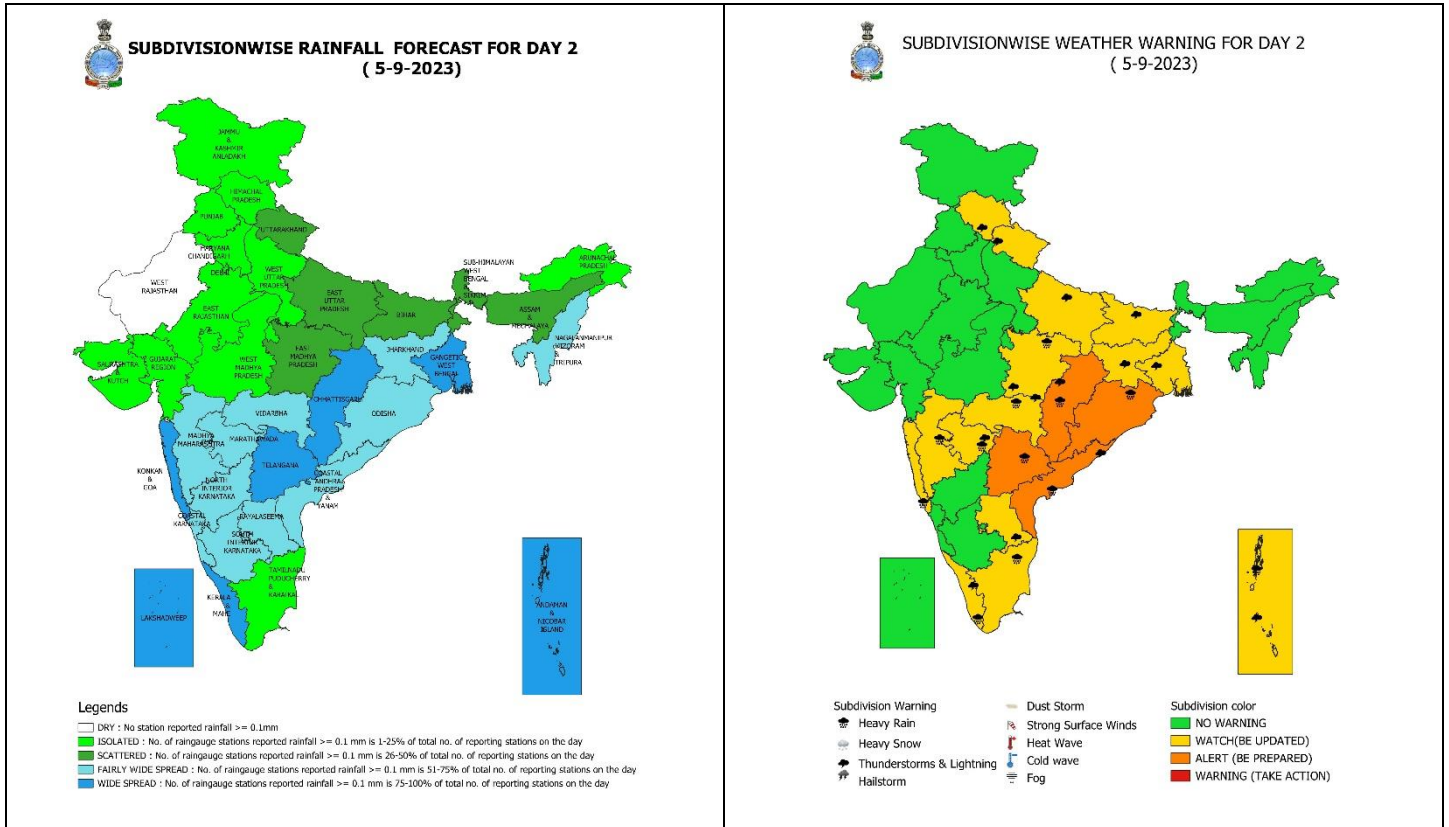 SUBDIVISIONWISE RAINFALL FORECAST FOR DAY 2
( 5-9-2023)
JAMMU
&
KASHMIR
ANLADAKH
HIMACHAL
PRADESH
PUNJAB
UTTARAKHAND
HARYANA
CHANDIGARH
&
DELHI
WEST
RAJASTHAN
WEST
UTTAR
PRADESH
EAST
RAJASTHAN
EAST
UTTAR
PRADESH
BIHAR
SUB-HIMALAYAN
WEST
BENGAL
&
SIKKIM
ARUNACHAL
PRADESH
ASSAM
&
MEGHALAYA
NAGALANMANIPUR
MIZORAM
&
TRIPURA
SAURASHTRA
&
KUTCH
GUJARAT
REGION
WEST
MADHYA
PRADESH
EAST
MADHYA
PRADESH
JHARKHAND
GANGETIC
WEST
BENGAL
CHHATTISGARH
ODISHA
VIDARBHA
MADHYA
MAHARASHTRA
MARATHAWADA
TELANGANA
KONKAN
&
GOA
NORTH
INTERIOR
KARNATAKA
COASTAL
ANDHRA
PRADESH
&
YANAM
COASTAL
KARNATAKA
RAYALASEEMA
SOUTH
INTERIOR
KARNATAKA
TAMILNADU
PUDUCHERRY
&
KARAIKAL
KERALA
&
MAHE
LAKSHADWEEP
ANDAMAN
&
NICOBAR
ISLAND
Legends
DRY : No station reported rainfall >= 0.1mm
ISOLATED : No. of raingauge stations reported rainfall >= 0.1 mm is 1-25% of total no. of reporting stations on the day
SCATTERED : No. of raingauge stations reported rainfall >= 0.1 mm is 26-50% of total no. of reporting stations on the day
FAIRLY WIDE SPREAD : No. of raingauge stations reported rainfall >= 0.1 mm is 51-75% of total no. of reporting stations on the day
WIDE SPREAD : No. of raingauge stations reported rainfall >= 0.1 mm is 75-100% of total no. of reporting stations on the day
SUBDIVISIONWISE WEATHER WARNING FOR DAY 2
( 5-9-2023)
Subdivision Warning
Heavy Rain
Heavy Snow
Thunderstorms & Lightning
Hailstorm
Dust Storm
Strong Surface Winds
Heat Wave
Cold wave
Fog
Subdivision color
NO WARNING
WATCH(BE UPDATED)
ALERT (BE PREPARED)
WARNING (TAKE ACTION)